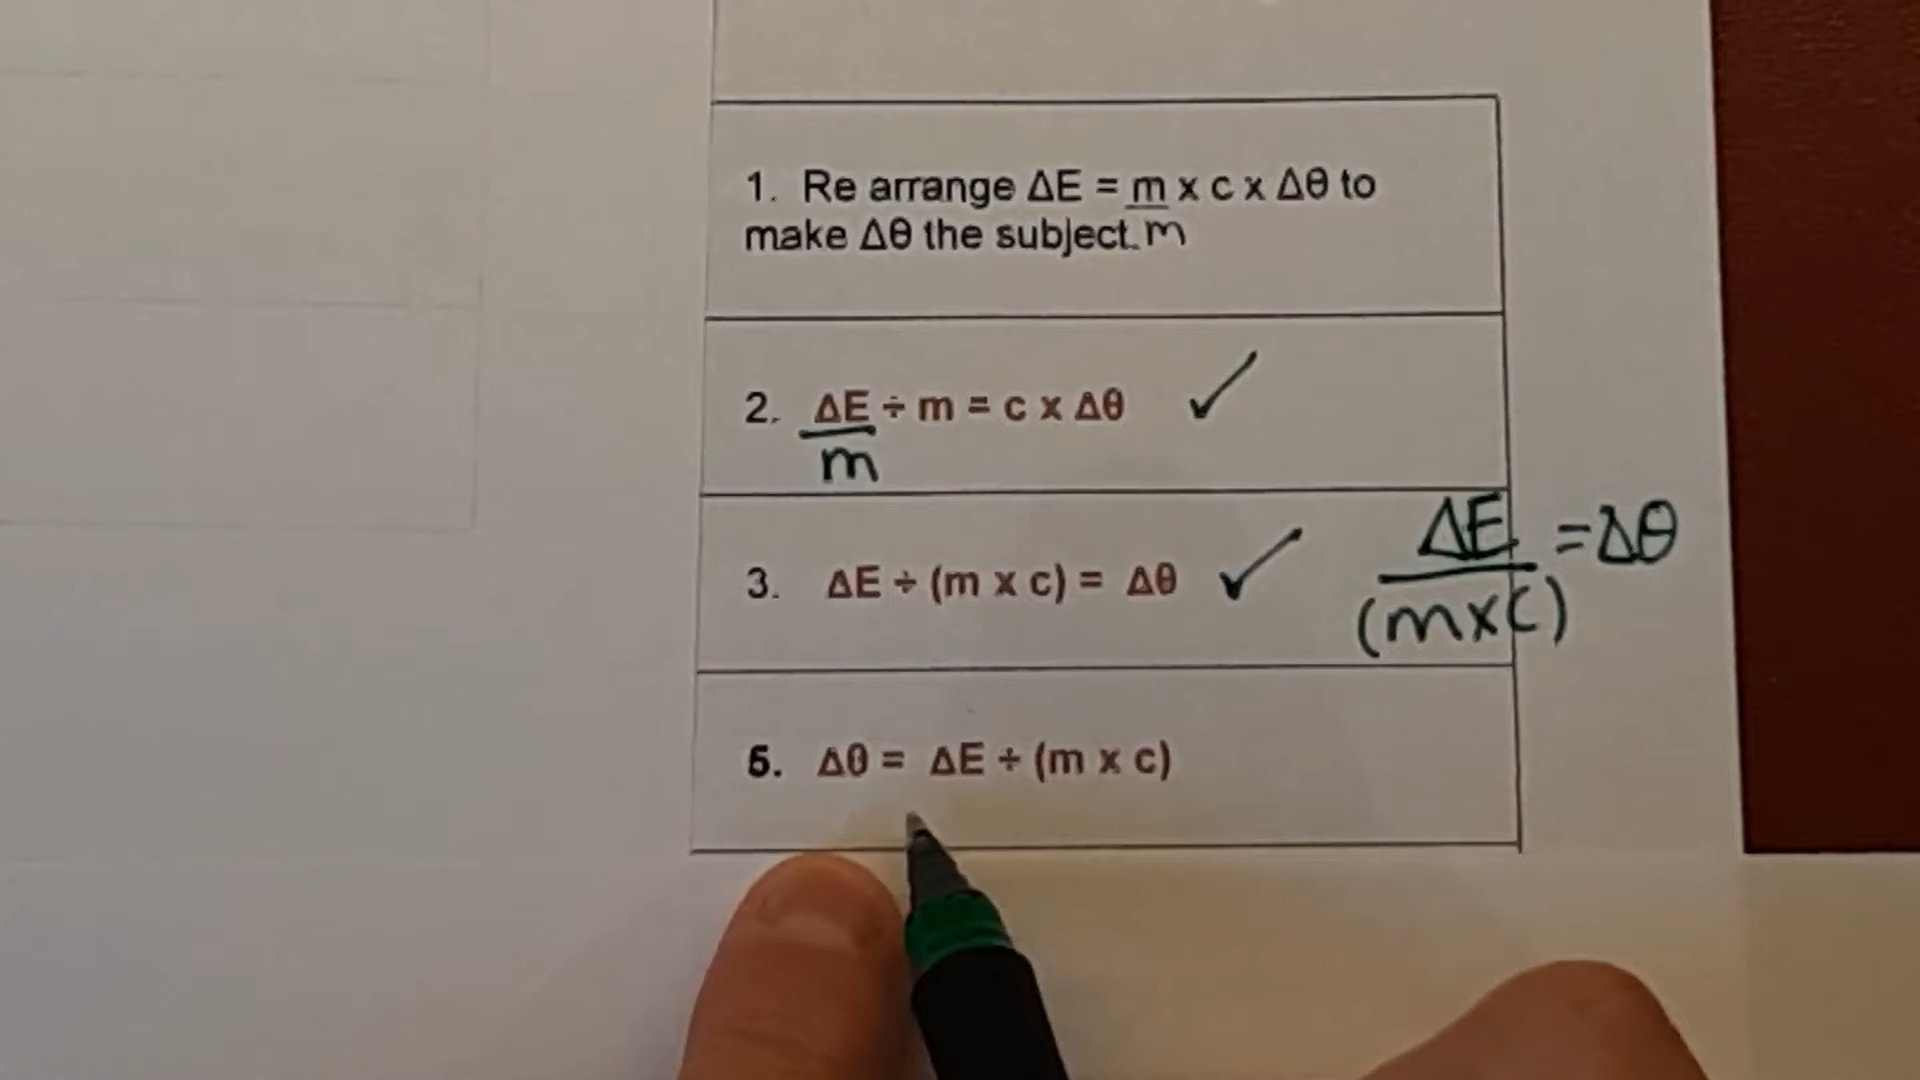 1. Re arrange ΔE = m x c x Δθ to
make Δθ the subject. m
2. ΔE ÷ m = c x Δθ ✓
m
3. ΔE ÷ (m x c) = Δθ ✓
ΔE = Δθ
(mxc)
5. Δθ = ΔE ÷ (m x c)